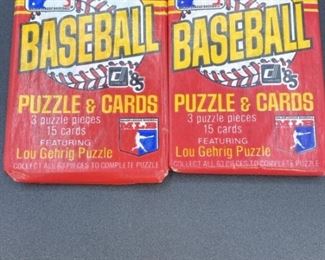 BASEBALL
'85
PUZZLE & CARDS
3 puzzle pieces
15 cards
FEATURING
Lou Gehrig Puzzle
COLLECT ALL 63 PIECES TO COMPLETE PUZZLE
BASEBALL
'85
PUZZLE & CARDS
3 puzzle pieces
15 cards
FEATURING
Lou Gehrig Puzzle
COLLECT ALL 63 PIECES TO COMPLETE PUZZLE